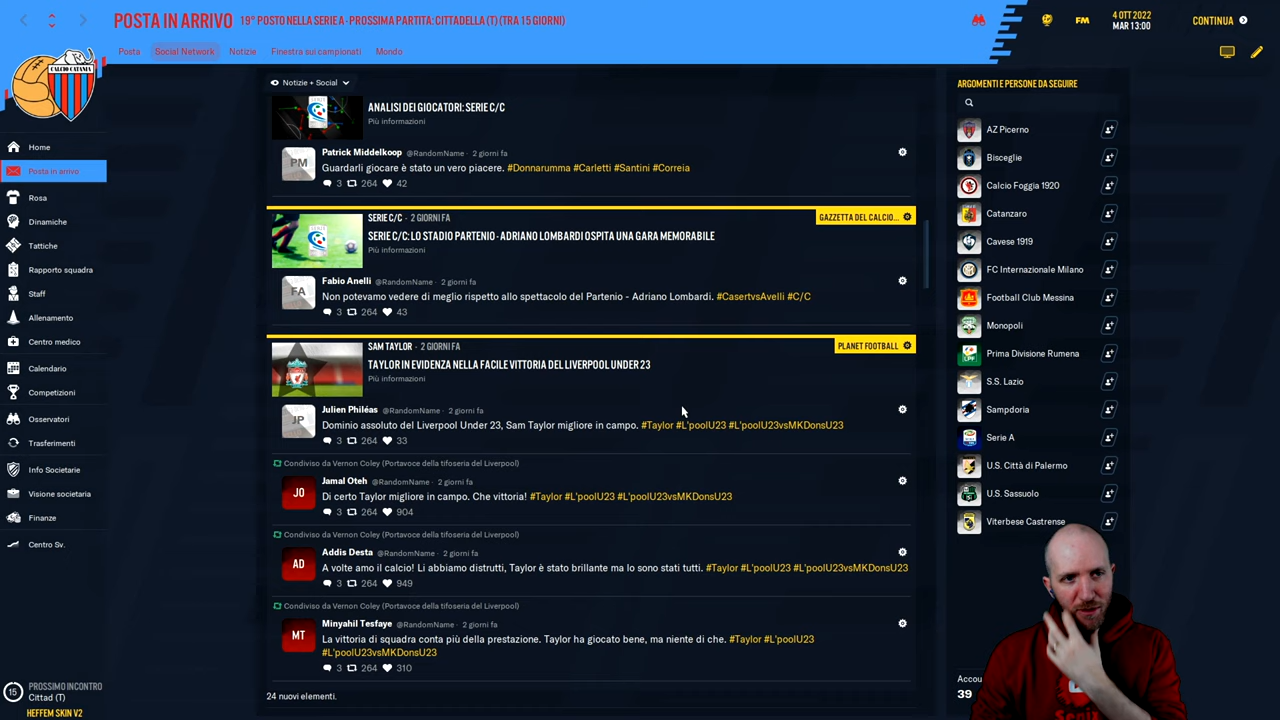 POSTA IN ARRIVO
19° POSTO NELLA SERIE A - PROSSIMA PARTITA: CITTADELLA (T) (TRA 15 GIORNI)
FM
4 OTT 2022
MAR 13:00
CONTINUA
Posta
Social Network
Notizie
Finestra sui campionati
Mondo
CALCIO CATANIA
Home
Posta in arrivo
Rosa
Dinamiche
Tattiche
Rapporto squadra
Staff
Allenamento
Centro medico
Calendario
Competizioni
Osservatori
Trasferimenti
Info Societarie
Visione societaria
Finanze
Centro Sv.
15
PROSSIMO INCONTRO
Cittad (T)
HEFFEM SKIN V2
Notizie + Social
ANALISI DEI GIOCATORI: SERIE C/C
Più informazioni
PM
Patrick Middelkoop @RandomName · 2 giorni fa
Guardarli giocare è stato un vero piacere. #Donnarumma #Carletti #Santini #Correia
3 264 42
SERIE C/C · 2 GIORNI FA
GAZZETTA DEL CALCIO...
SERIE C/C: LO STADIO PARTENIO - ADRIANO LOMBARDI OSPITA UNA GARA MEMORABILE
Più informazioni
FA
Fabio Anelli @RandomName · 2 giorni fa
Non potevamo vedere di meglio rispetto allo spettacolo del Partenio - Adriano Lombardi. #CasertvsAvelli #C/C
3 264 43
SAM TAYLOR · 2 GIORNI FA
PLANET FOOTBALL
TAYLOR IN EVIDENZA NELLA FACILE VITTORIA DEL LIVERPOOL UNDER 23
Più informazioni
JP
Julien Philéas @RandomName · 2 giorni fa
Dominio assoluto del Liverpool Under 23, Sam Taylor migliore in campo. #Taylor #L'poolU23 #L'poolU23vsMKDonsU23
3 264 33
Condiviso da Vernon Coley (Portavoce della tifoseria del Liverpool)
JO
Jamal Oteh @RandomName · 2 giorni fa
Di certo Taylor migliore in campo. Che vittoria! #Taylor #L'poolU23 #L'poolU23vsMKDonsU23
3 264 904
Condiviso da Vernon Coley (Portavoce della tifoseria del Liverpool)
AD
Addis Desta @RandomName · 2 giorni fa
A volte amo il calcio! Li abbiamo distrutti, Taylor è stato brillante ma lo sono stati tutti. #Taylor #L'poolU23 #L'poolU23vsMKDonsU23
3 264 949
Condiviso da Vernon Coley (Portavoce della tifoseria del Liverpool)
MT
Minyahil Tesfaye @RandomName · 2 giorni fa
La vittoria di squadra conta più della prestazione. Taylor ha giocato bene, ma niente di che. #Taylor #L'poolU23
#L'poolU23vsMKDonsU23
3 264 310
24 nuovi elementi.
ARGOMENTI E PERSONE DA SEGUIRE
AZ Picerno
Bisceglie
Calcio Foggia 1920
Catanzaro
Cavese 1919
FC Internazionale Milano
Football Club Messina
Monopoli
Prima Divisione Rumena
S.S. Lazio
Sampdoria
Serie A
U.S. Città di Palermo
U.S. Sassuolo
Viterbese Castrense
Accou
39